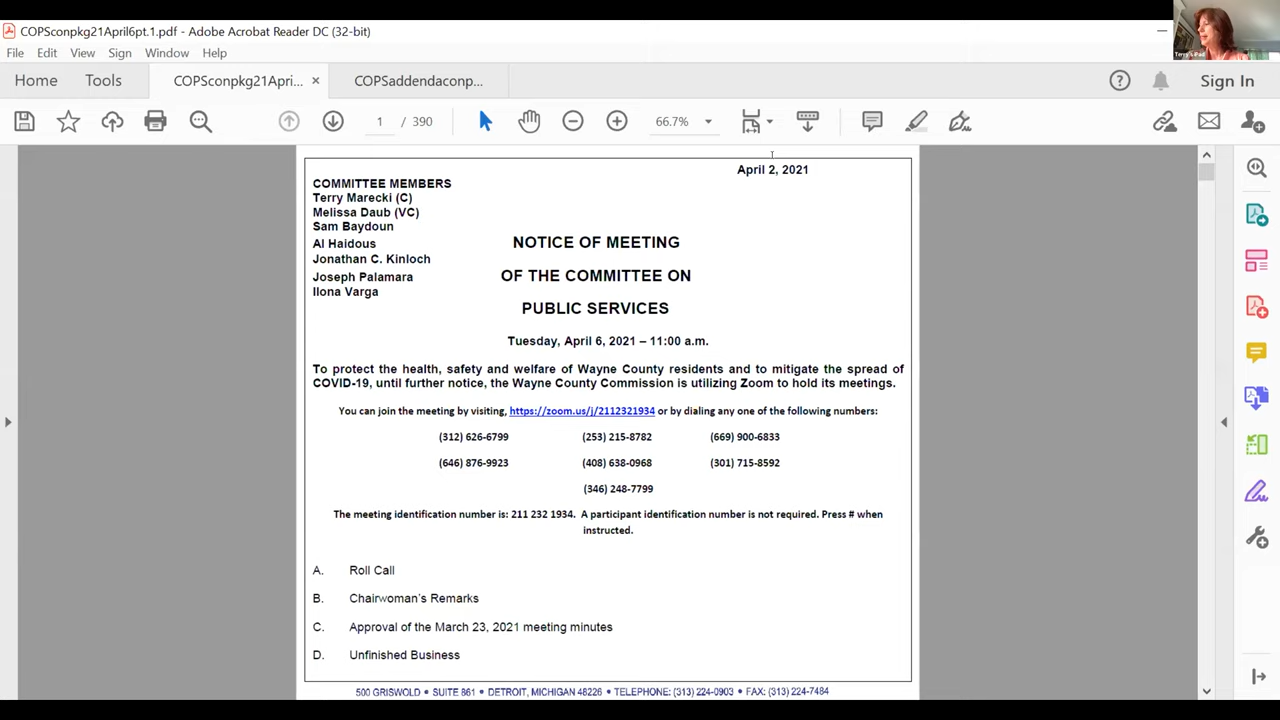 COPSconpkg21April6pt.1.pdf - Adobe Acrobat Reader DC (32-bit)
File Edit View Sign Window Help
Home Tools COPSconpkg21Apri... × COPSaddendaconp... Sign In
1 / 390 66.7%
April 2, 2021
COMMITTEE MEMBERS
Terry Marecki (C)
Melissa Daub (VC)
Sam Baydoun
Al Haidous
Jonathan C. Kinloch
Joseph Palamara
Ilona Varga
NOTICE OF MEETING
OF THE COMMITTEE ON
PUBLIC SERVICES
Tuesday, April 6, 2021 – 11:00 a.m.
To protect the health, safety and welfare of Wayne County residents and to mitigate the spread of
COVID-19, until further notice, the Wayne County Commission is utilizing Zoom to hold its meetings.
You can join the meeting by visiting, https://zoom.us/j/2112321934 or by dialing any one of the following numbers:
(312) 626-6799 (253) 215-8782 (669) 900-6833
(646) 876-9923 (408) 638-0968 (301) 715-8592
(346) 248-7799
The meeting identification number is: 211 232 1934. A participant identification number is not required. Press # when
instructed.
A. Roll Call
B. Chairwoman's Remarks
C. Approval of the March 23, 2021 meeting minutes
D. Unfinished Business
500 GRISWOLD • SUITE 861 • DETROIT, MICHIGAN 48226 • TELEPHONE: (313) 224-0903 • FAX: (313) 224-7484